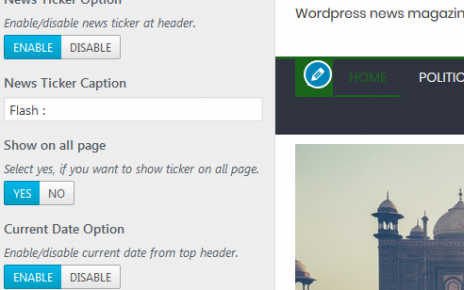 News Ticker Option
Enable/disable news ticker at header.
ENABLE DISABLE
News Ticker Caption
Flash :
Show on all page
Select yes, if you want to show ticker on all page.
YES NO
Current Date Option
Enable/disable current date from top header.
ENABLE DISABLE
Wordpress news magazin
HOME POLITIC